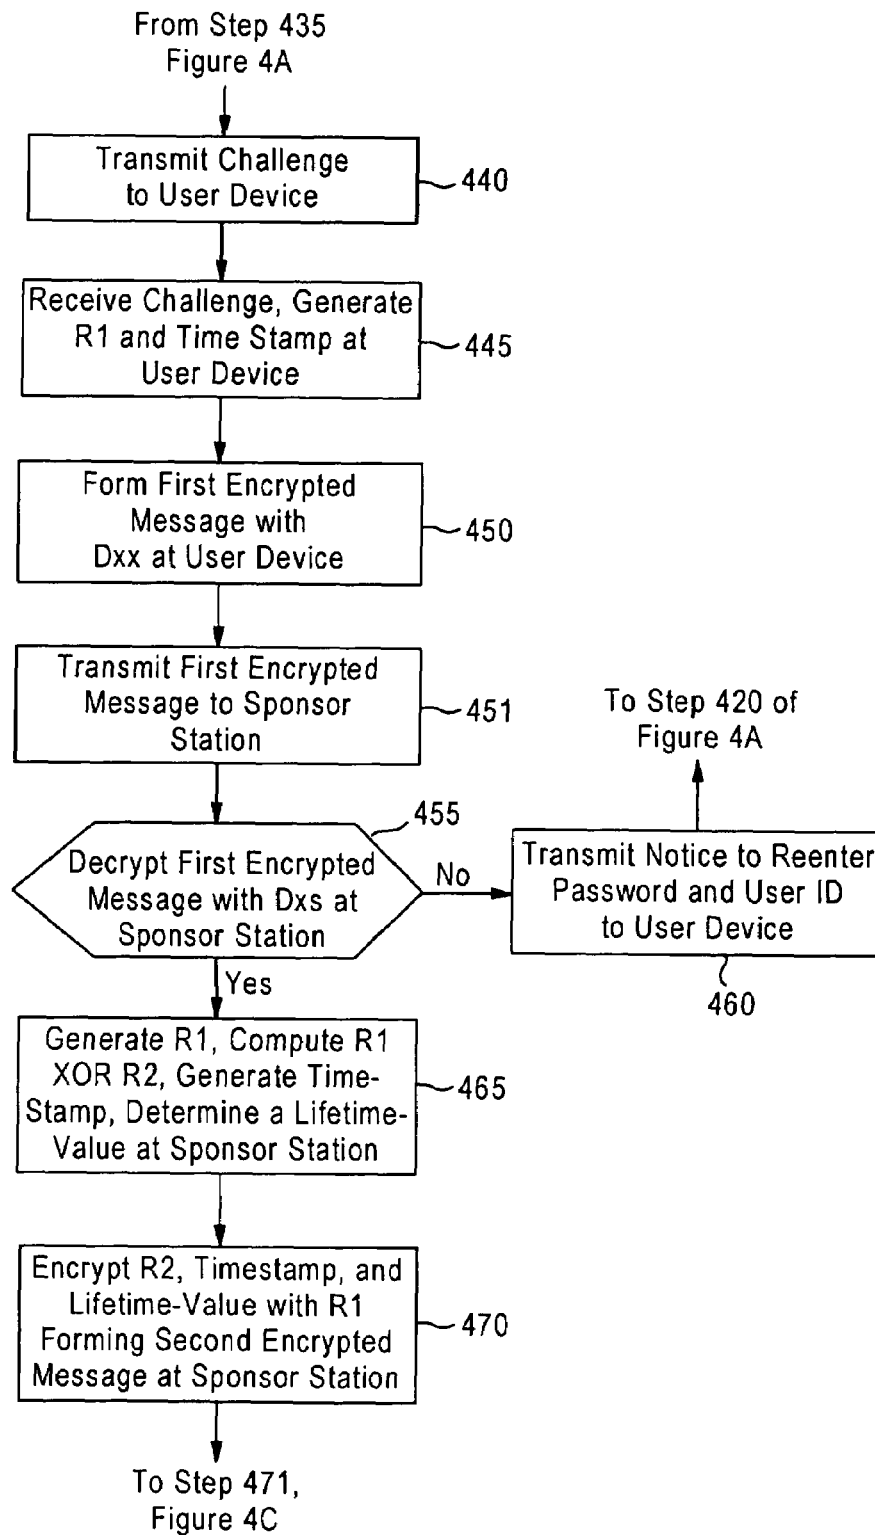 From Step 435
Figure 4A
Transmit Challenge
to User Device
440
Receive Challenge, Generate
R1 and Time Stamp at
User Device
445
Form First Encrypted
Message with
Dxx at User Device
450
Transmit First Encrypted
Message to Sponsor
Station
451
To Step 420 of
Figure 4A
455
Decrypt First Encrypted
Message with Dxs at
Sponsor Station
No
Transmit Notice to Reenter
Password and User ID
to User Device
460
Yes
Generate R1, Compute R1
XOR R2, Generate Time-
Stamp, Determine a Lifetime-
Value at Sponsor Station
465
Encrypt R2, Timestamp, and
Lifetime-Value with R1
Forming Second Encrypted
Message at Sponsor Station
470
To Step 471,
Figure 4C